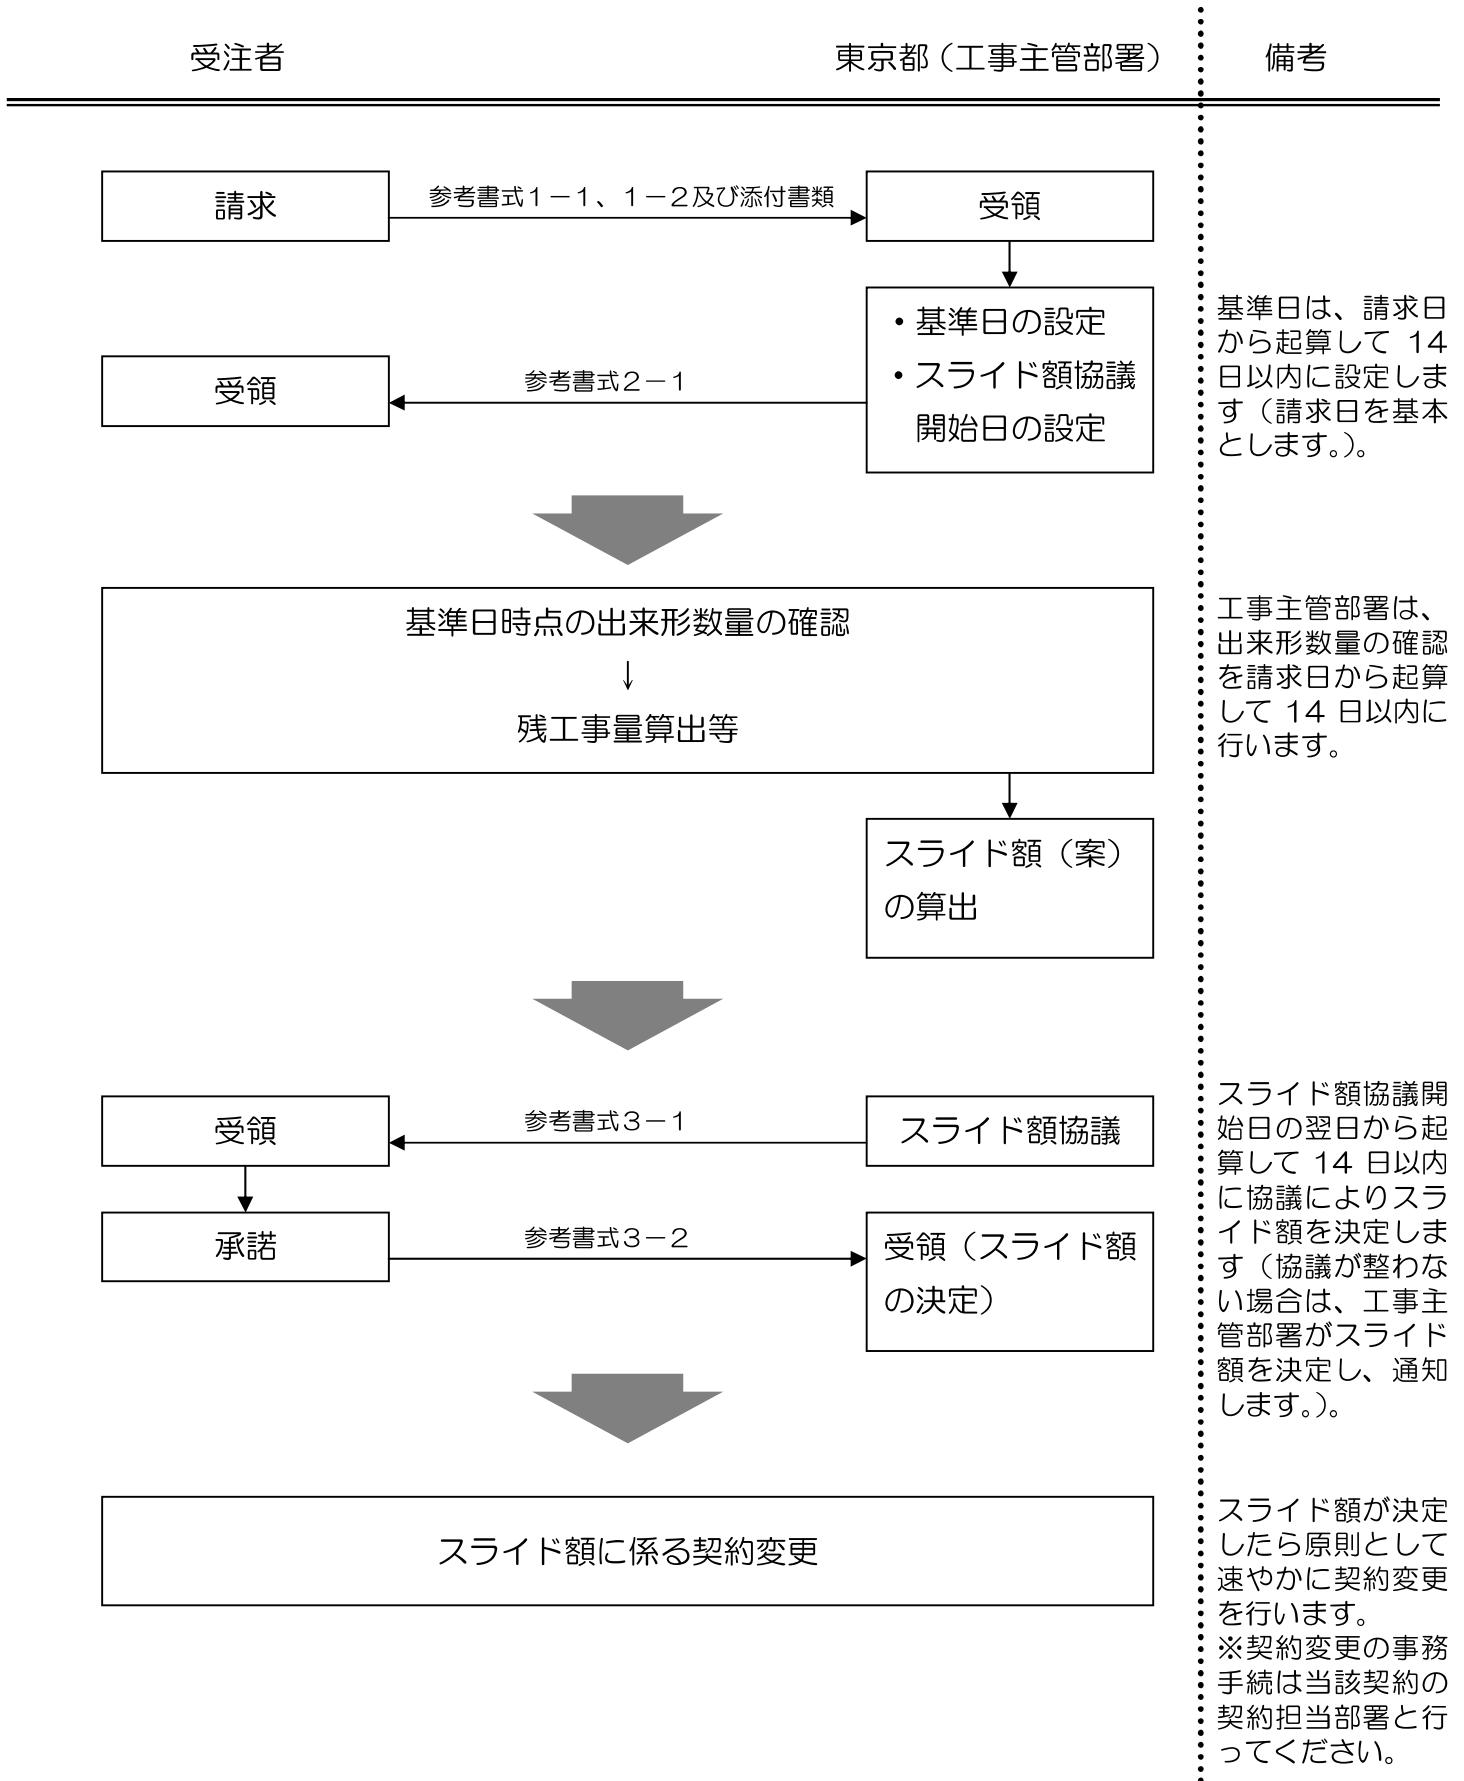 受注者
東京都（工事主管部署）
備考
請求
参考書式１－１、１－２及び添付書類
受領
・基準日の設定
・スライド額協議
開始日の設定
受領
参考書式２－１
基準日は、請求日
から起算して 14
日以内に設定しま
す（請求日を基本
とします。）。
基準日時点の出来形数量の確認
↓
残工事量算出等
工事主管部署は、
出来形数量の確認
を請求日から起算
して 14 日以内に
行います。
スライド額（案）
の算出
受領
参考書式３－１
スライド額協議
承諾
参考書式３－２
受領（スライド額
の決定）
スライド額協議開
始日の翌日から起
算して 14 日以内
に協議によりスラ
イド額を決定しま
す（協議が整わな
い場合は、工事主
管部署がスライド
額を決定し、通知
します。）。
スライド額に係る契約変更
スライド額が決定
したら原則として
速やかに契約変更
を行います。
※契約変更の事務
手続は当該契約の
契約担当部署と行
ってください。